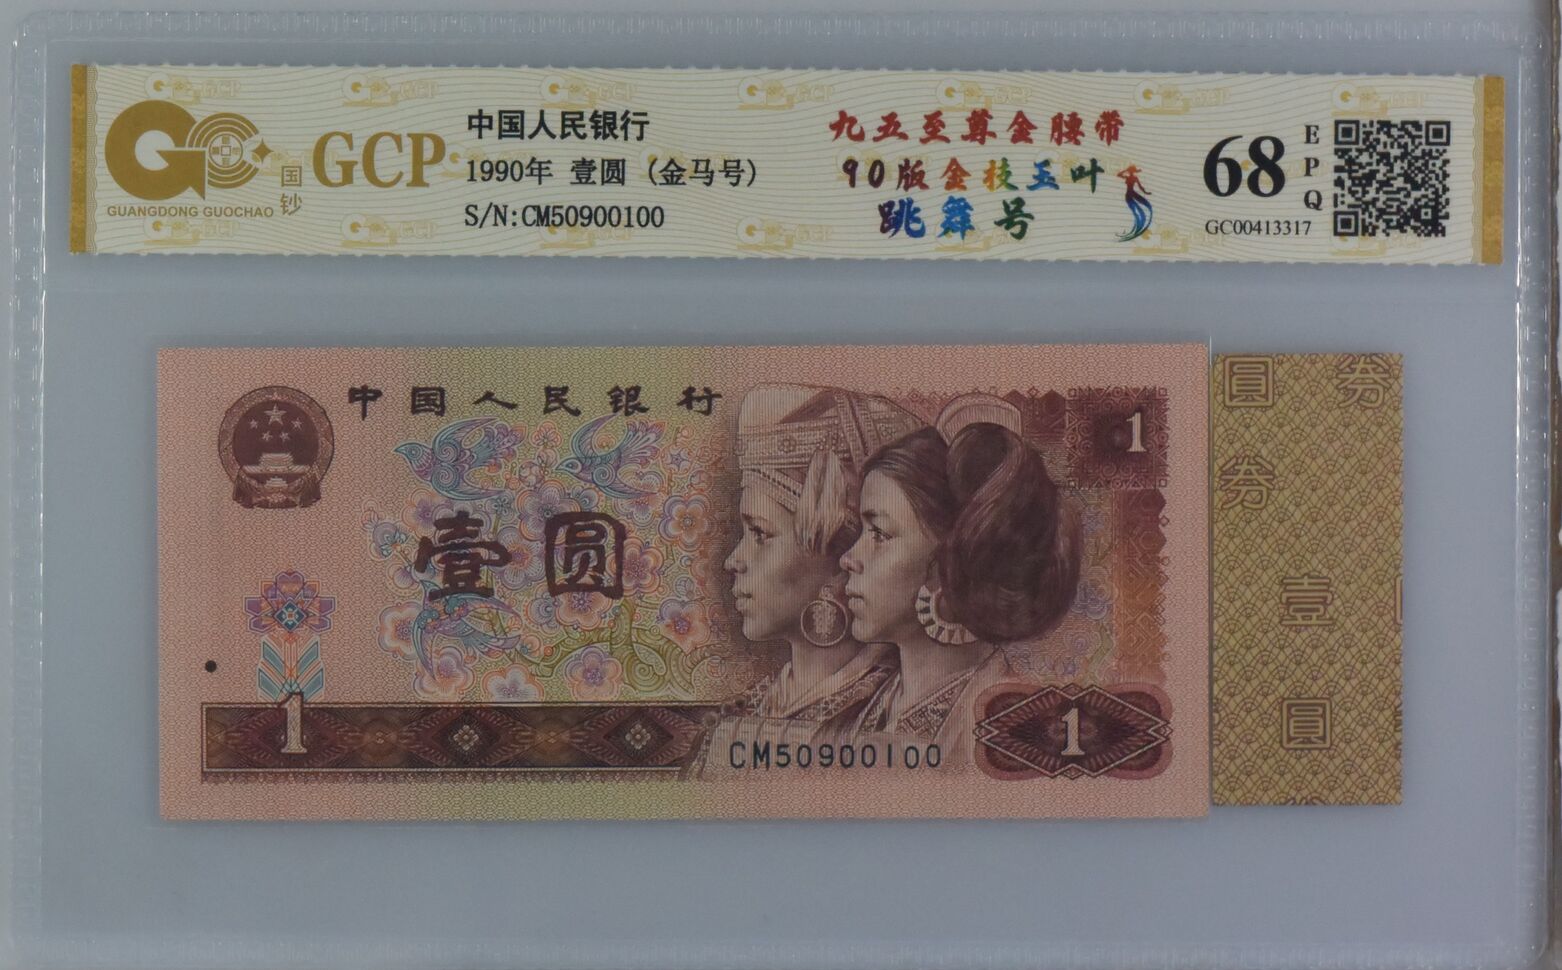 GCP
国钞
GUANGDONG GUOCHAO
中国人民银行
1990年 壹圆 (金马号)
S/N:CM50900100
九五至尊金腰带
90版金枝玉叶
跳舞号
68
EPQ
GC00413317
中国人民银行
1
壹圆
1
CM50900100
1
圆 券
券
壹
圆